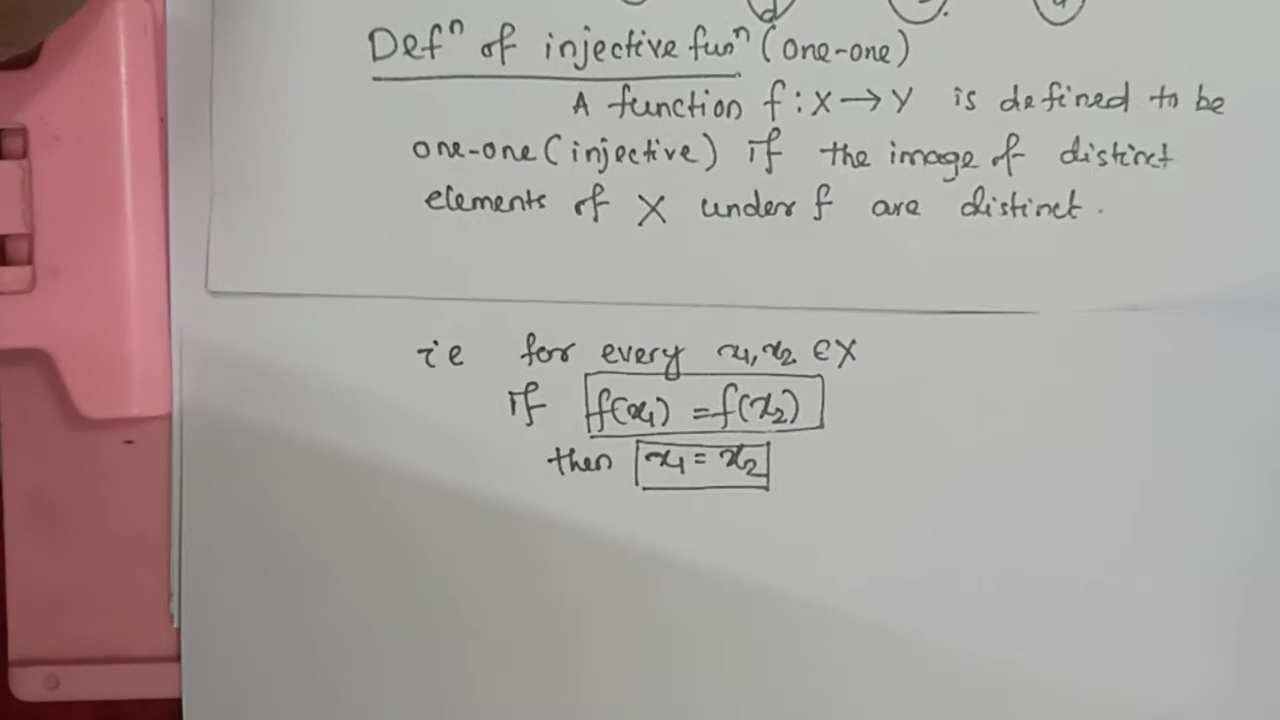 Defⁿ of injective funⁿ (one-one)
A function f : X → Y is defined to be
one-one (injective) if the image of distinct
elements of X under f are distinct.
ie for every x₁, x₂ ∈ X
if f(x₁) = f(x₂)
then x₁ = x₂